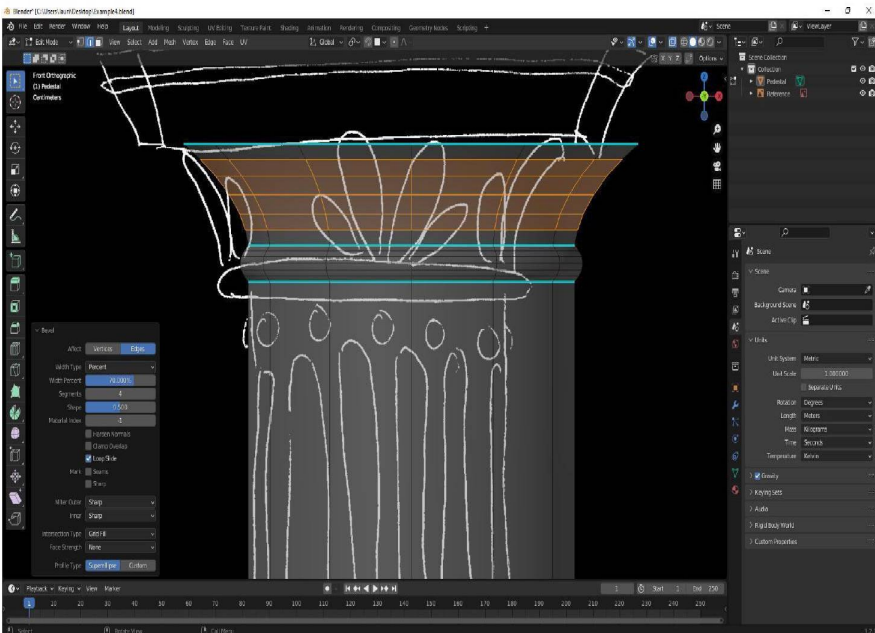 Blender* [C:\Users\lauri\Desktop\Example4.blend]
File Edit Render Window Help Layout Modeling Sculpting UV Editing Texture Paint Shading Animation Rendering Compositing Geometry Nodes Scripting + Scene ViewLayer
Edit Mode View Select Add Mesh Vertex Edge Face UV Global
X Y Z Options
Front Orthographic
(1) Pedestal
Centimeters
Scene Collection
Collection
Pedestal
Reference
Scene
Scene
Camera
Background Scene
Active Clip
Units
Unit System Metric
Unit Scale 1.000000
Separate Units
Rotation Degrees
Length Meters
Mass Kilograms
Time Seconds
Temperature Kelvin
Gravity
Keying Sets
Audio
Rigid Body World
Custom Properties
Bevel
Affect Vertices Edges
Width Type Percent
Width Percent 70.000%
Segments 4
Shape 0.500
Material Index -1
Harden Normals
Clamp Overlap
Loop Slide
Mark Seams
Sharp
Miter Outer Sharp
Inner Sharp
Intersection Type Grid Fill
Face Strength None
Profile Type Superellipse Custom
Playback Keying View Marker 1 Start 1 End 250
1 10 20 30 40 50 60 70 80 90 100 110 120 130 140 150 160 170 180 190 200 210 220 230 240 250
Select Rotate View Call Menu